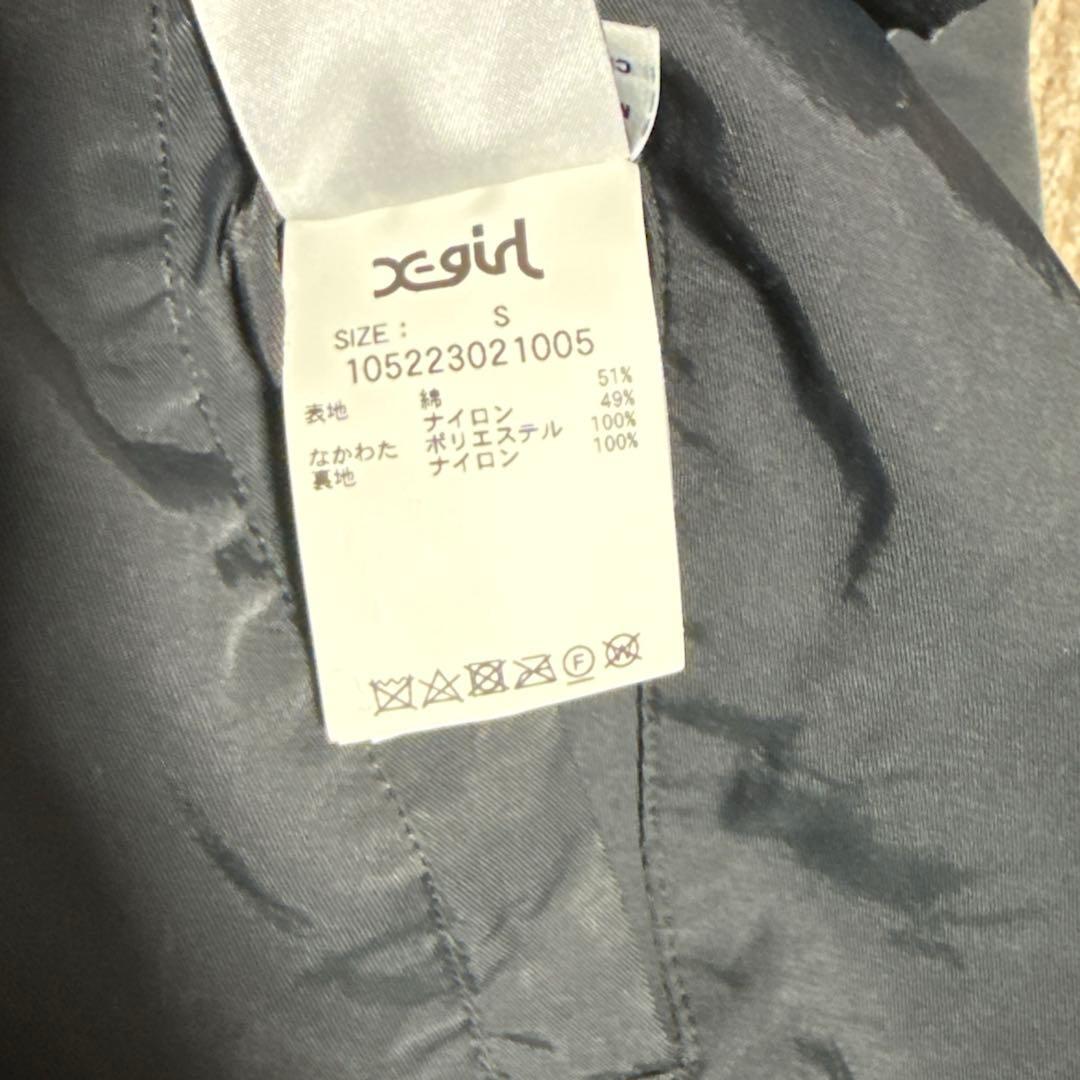 X-girl
SIZE: S
105223021005
表地 綿 51%
ナイロン 49%
なかわた ポリエステル 100%
裏地 ナイロン 100%
F
W